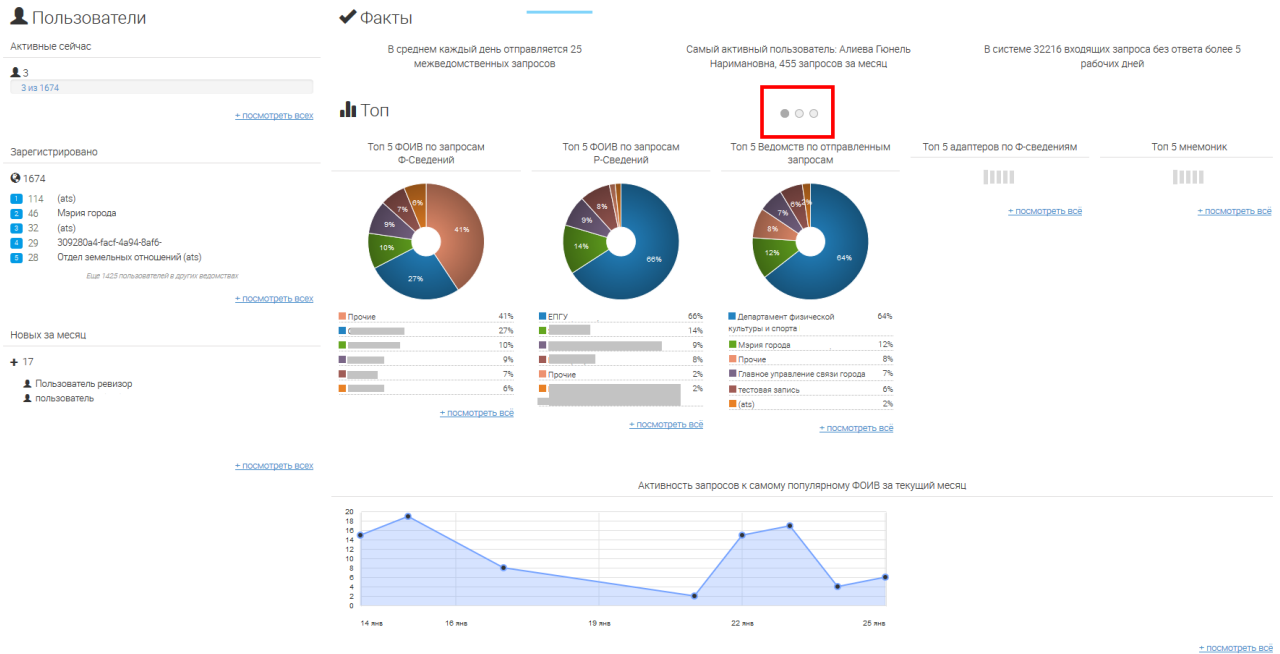 Пользователи
Активные сейчас
3
3 из 1674
+ посмотреть всех
Зарегистрировано
1674
1 114 (ats)
2 46 Мэрия города
3 32 (ats)
4 29 309280a4-facf-4a94-8af6-
5 28 Отдел земельных отношений (ats)
Еще 1425 пользователей в других ведомствах
+ посмотреть всех
Новых за месяц
+ 17
Пользователь ревизор
пользователь
+ посмотреть всех
Факты
В среднем каждый день отправляется 25
межведомственных запросов
Самый активный пользователь: Алиева Гюнель
Наримановна, 455 запросов за месяц
В системе 32216 входящих запроса без ответа более 5
рабочих дней
Топ
Топ 5 ФОИВ по запросам
Ф-Сведений
41%
27%
10%
9%
7%
6%
Прочие 41%
27%
10%
9%
7%
6%
+ посмотреть всё
Топ 5 ФОИВ по запросам
Р-Сведений
66%
14%
9%
8%
ЕПГУ 66%
14%
9%
8%
Прочие 2%
2%
+ посмотреть всё
Топ 5 Ведомств по отправленным
запросам
64%
12%
8%
7%
6%
2%
Департамент физической 64%
культуры и спорта
Мэрия города 12%
Прочие 8%
Главное управление связи города 7%
тестовая запись 6%
(ats) 2%
+ посмотреть всё
Топ 5 адаптеров по Ф-сведениям
+ посмотреть всё
Топ 5 мнемоник
+ посмотреть всё
Активность запросов к самому популярному ФОИВ за текущий месяц
20
18
16
14
12
10
8
6
4
2
0
14 янв 16 янв 19 янв 22 янв 25 янв
+ посмотреть всё